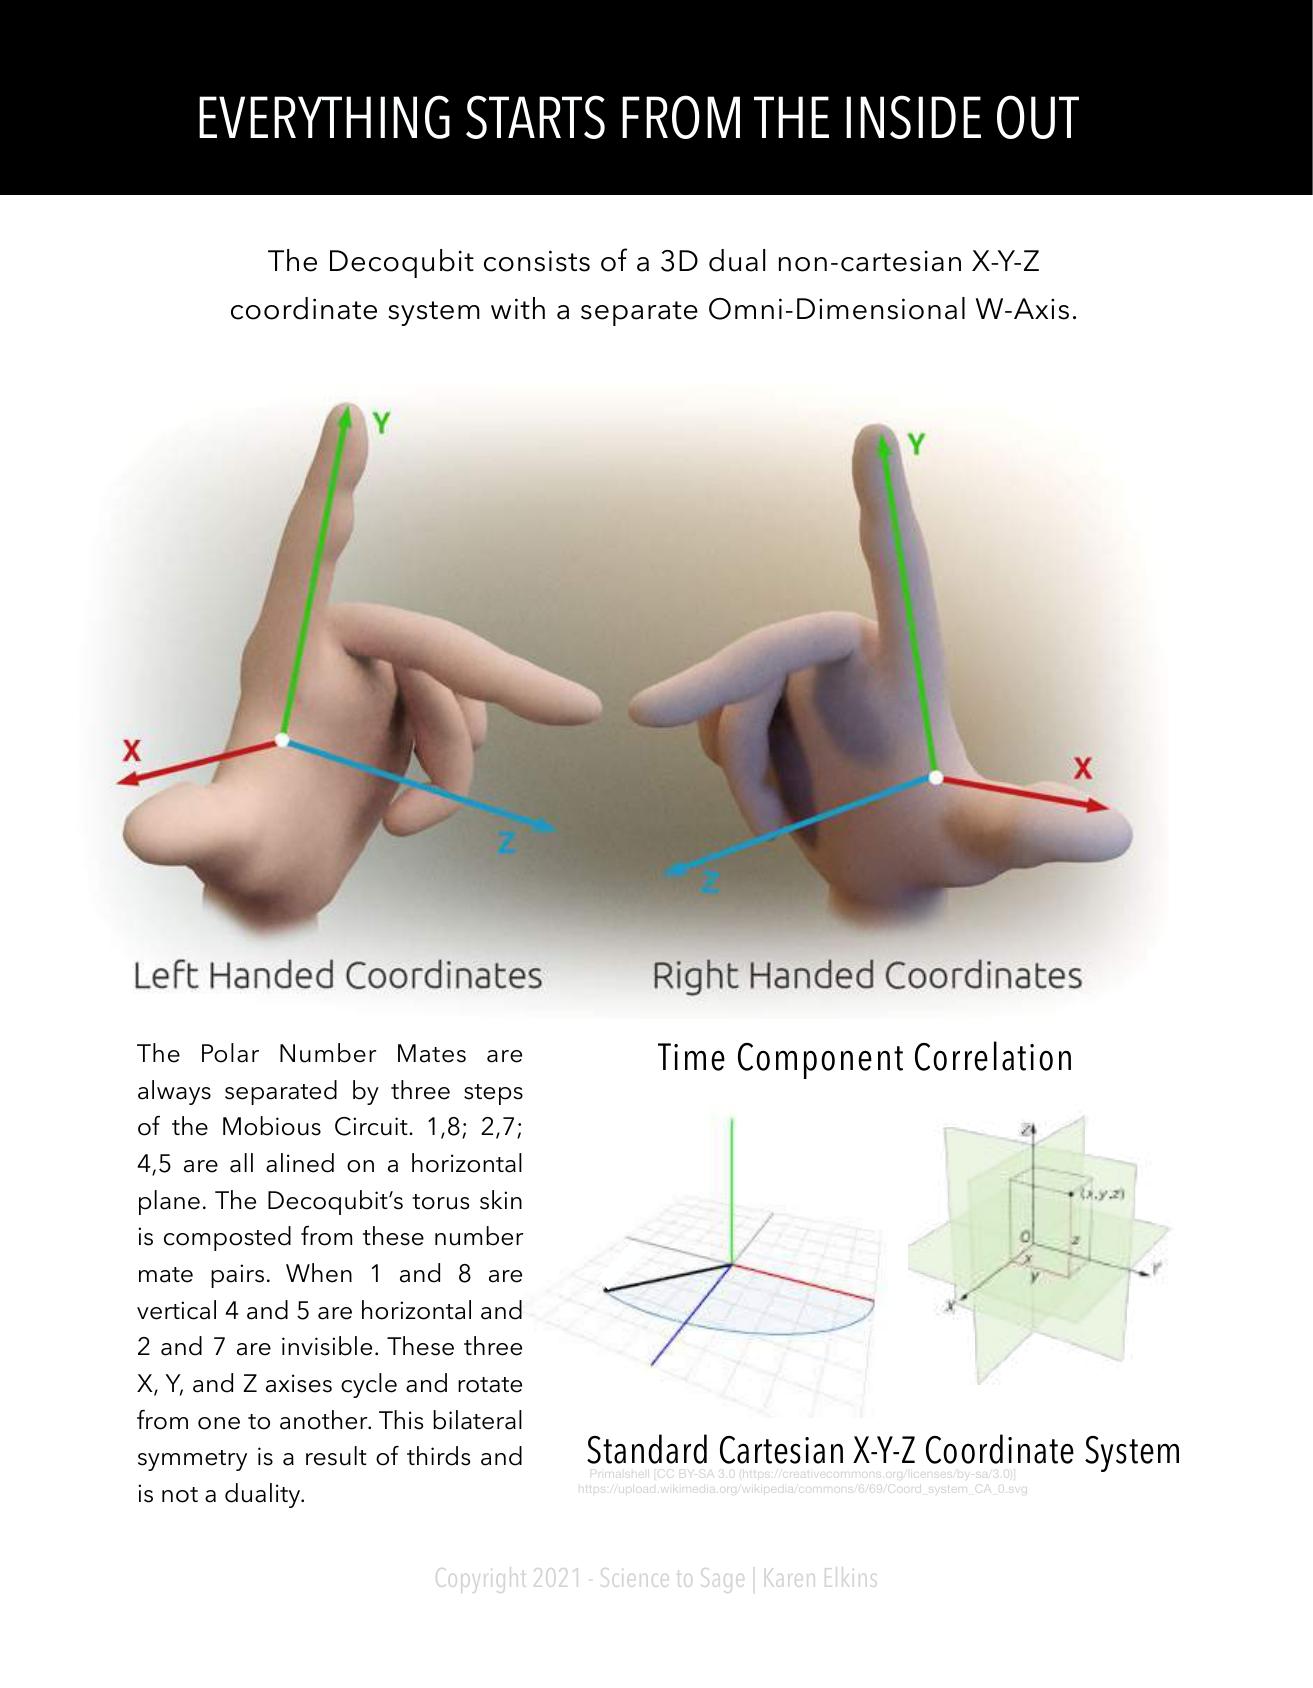 EVERYTHING STARTS FROM THE INSIDE OUT
The Decoqubit consists of a 3D dual non-cartesian X-Y-Z
coordinate system with a separate Omni-Dimensional W-Axis.
Y
X
Z
Y
X
Z
Left Handed Coordinates
Right Handed Coordinates
The Polar Number Mates are
always separated by three steps
of the Mobious Circuit. 1,8; 2,7;
4,5 are all alined on a horizontal
plane. The Decoqubit’s torus skin
is composted from these number
mate pairs. When 1 and 8 are
vertical 4 and 5 are horizontal and
2 and 7 are invisible. These three
X, Y, and Z axises cycle and rotate
from one to another. This bilateral
symmetry is a result of thirds and
is not a duality.
Time Component Correlation
Z
(x,y,z)
O
z
x
y
Y
X
Standard Cartesian X-Y-Z Coordinate System
Primalshell [CC BY-SA 3.0 (https://creativecommons.org/licenses/by-sa/3.0)]
https://upload.wikimedia.org/wikipedia/commons/6/69/Coord_system_CA_0.svg
Copyright 2021 - Science to Sage | Karen Elkins